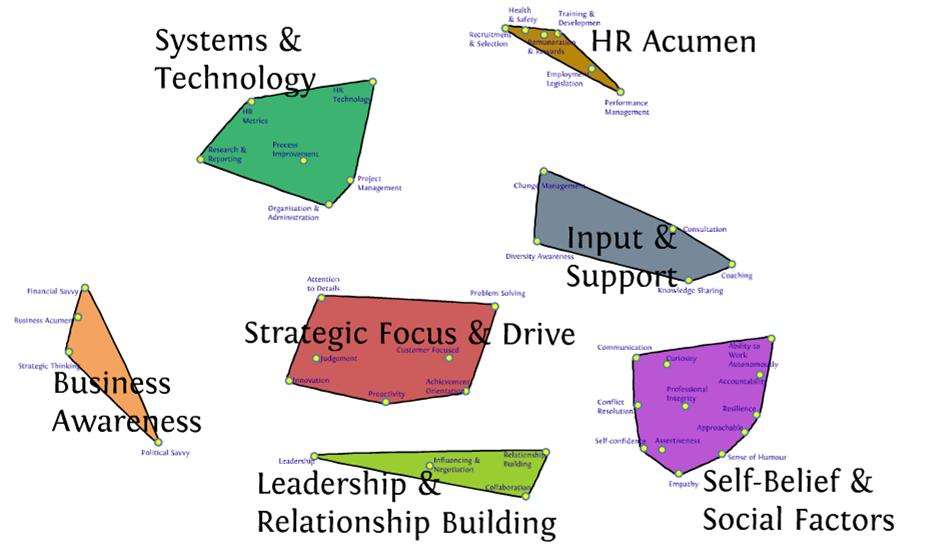 Systems &
Technology
HR
Technology
HR
Metrics
Research &
Reporting
Process
Improvement
Project
Management
Organisation &
Administration
Health
& Safety
Training &
Developmen
Recruitment
& Selection
Remuneration
& Rewards
HR Acumen
Employment
Legislation
Performance
Management
Change Management
Consultation
Diversity Awareness
Input &
Support
Coaching
Knowledge Sharing
Financial Savvy
Business Acumen
Strategic Thinking
Business
Awareness
Political Savvy
Attention
to Details
Problem Solving
Strategic Focus & Drive
Judgement
Customer Focused
Innovation
Proactivity
Achievement
Orientation
Leadership
Influencing &
Negotiation
Relationship
Building
Collaboration
Leadership &
Relationship Building
Communication
Curiosity
Ability to
Work
Autonomously
Accountability
Professional
Integrity
Conflict
Resolution
Resilience
Approachable
Self-confidence
Assertiveness
Sense of Humour
Empathy
Self-Belief &
Social Factors